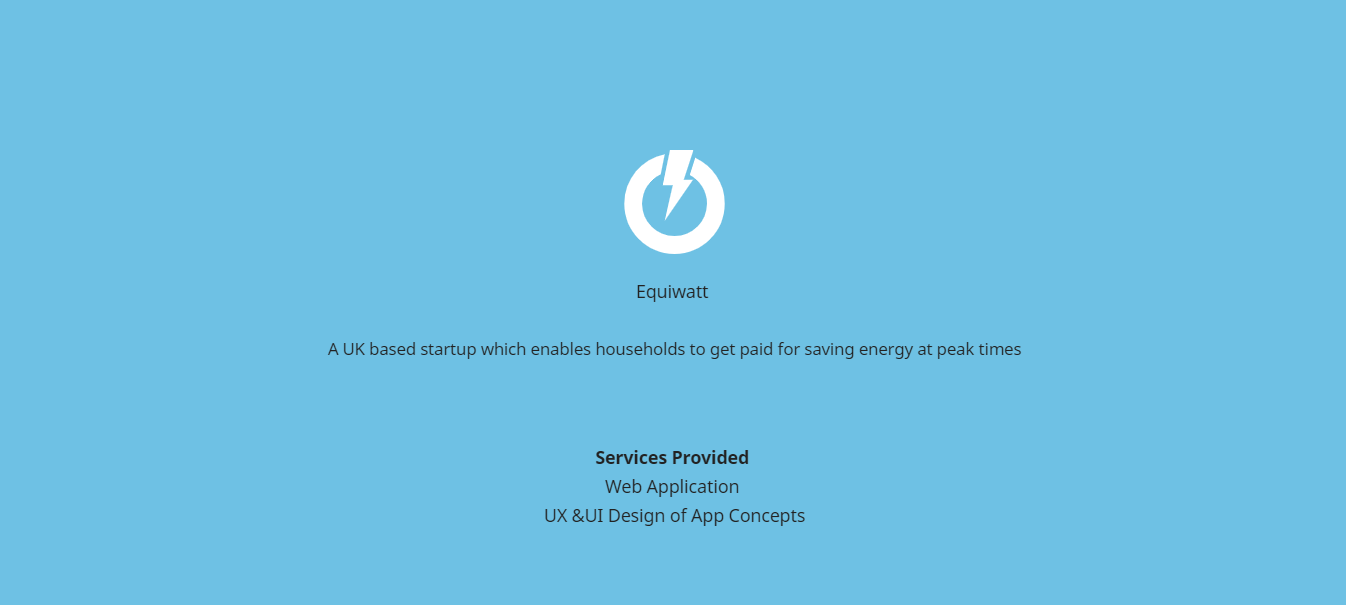 Equiwatt
A UK based startup which enables households to get paid for saving energy at peak times
Services Provided
Web Application
UX &UI Design of App Concepts